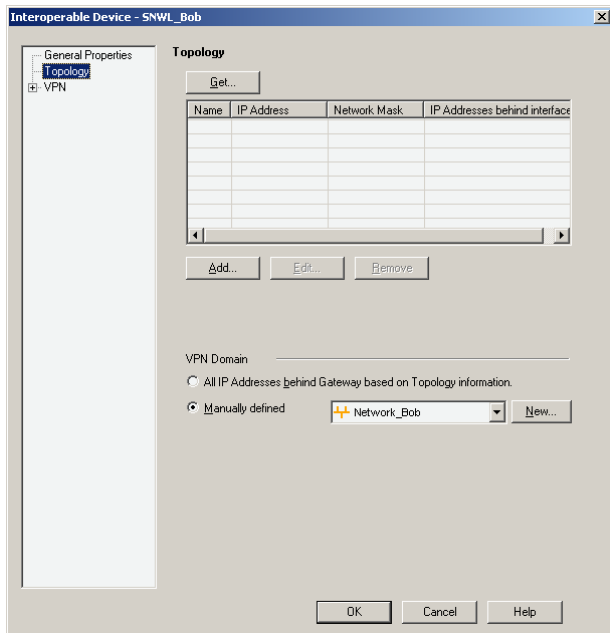 Interoperable Device - SNWL_Bob
General Properties
Topology
VPN
Topology
Get...
Name IP Address Network Mask IP Addresses behind interface
Add... Edit... Remove
VPN Domain
All IP Addresses behind Gateway based on Topology information.
Manually defined Network_Bob New...
OK Cancel Help